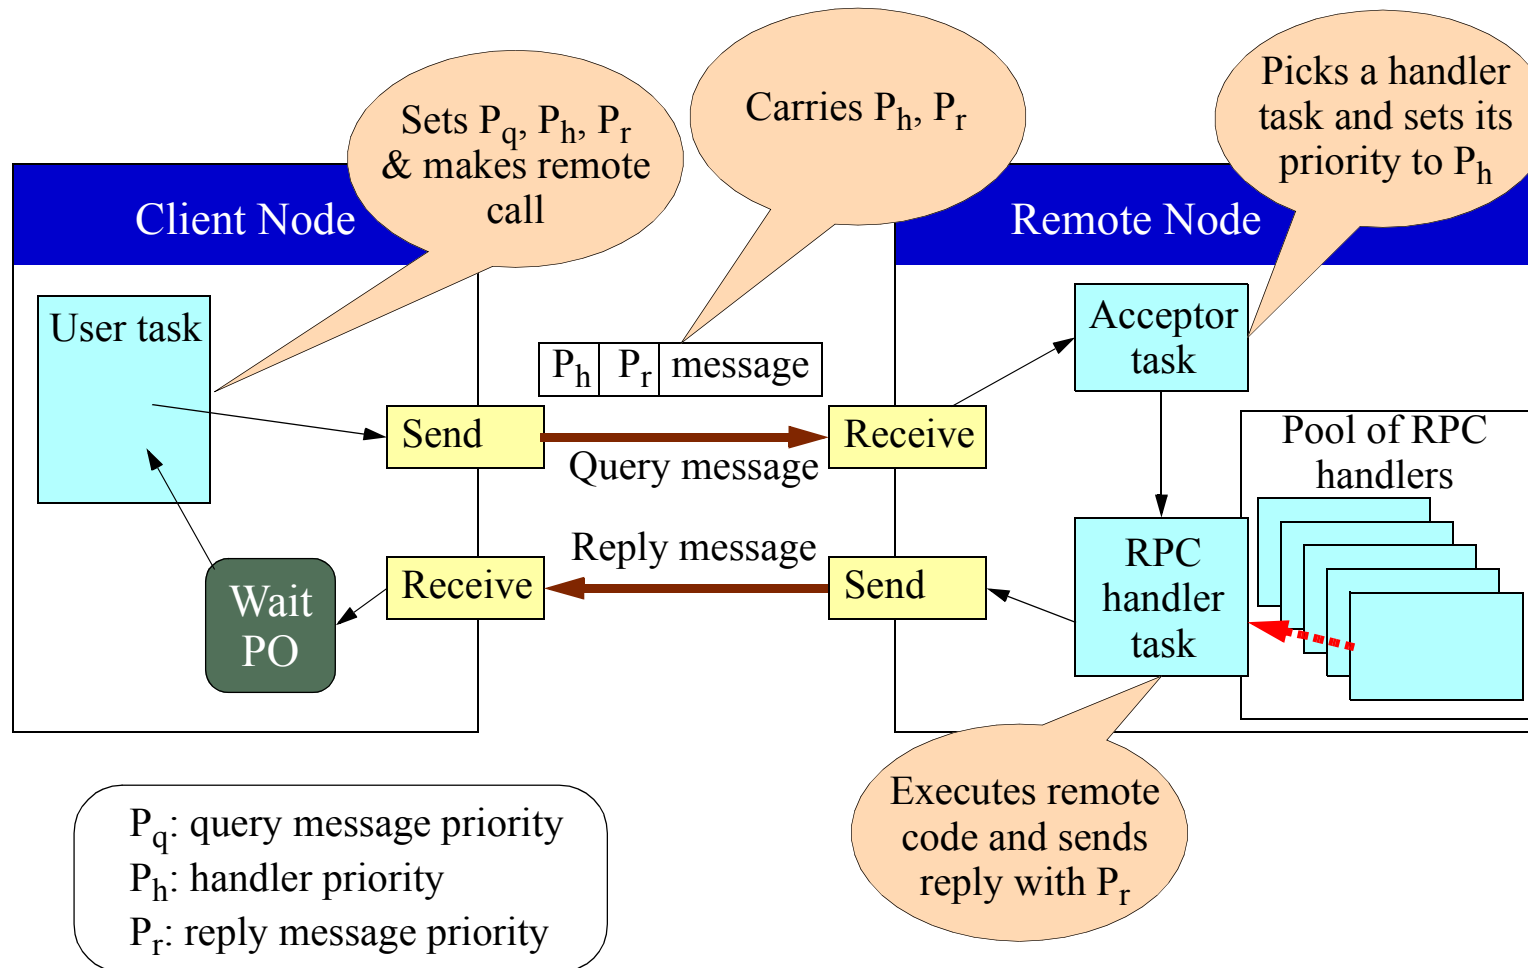 Sets Pq, Ph, Pr
& makes remote
call
Carries Ph, Pr
Picks a handler
task and sets its
priority to Ph
Client Node
Remote Node
User task
Ph Pr message
Acceptor
task
Send
Query message
Receive
Pool of RPC
handlers
Reply message
Receive
Send
RPC
handler
task
Wait
PO
Executes remote
code and sends
reply with Pr
Pq: query message priority
Ph: handler priority
Pr: reply message priority